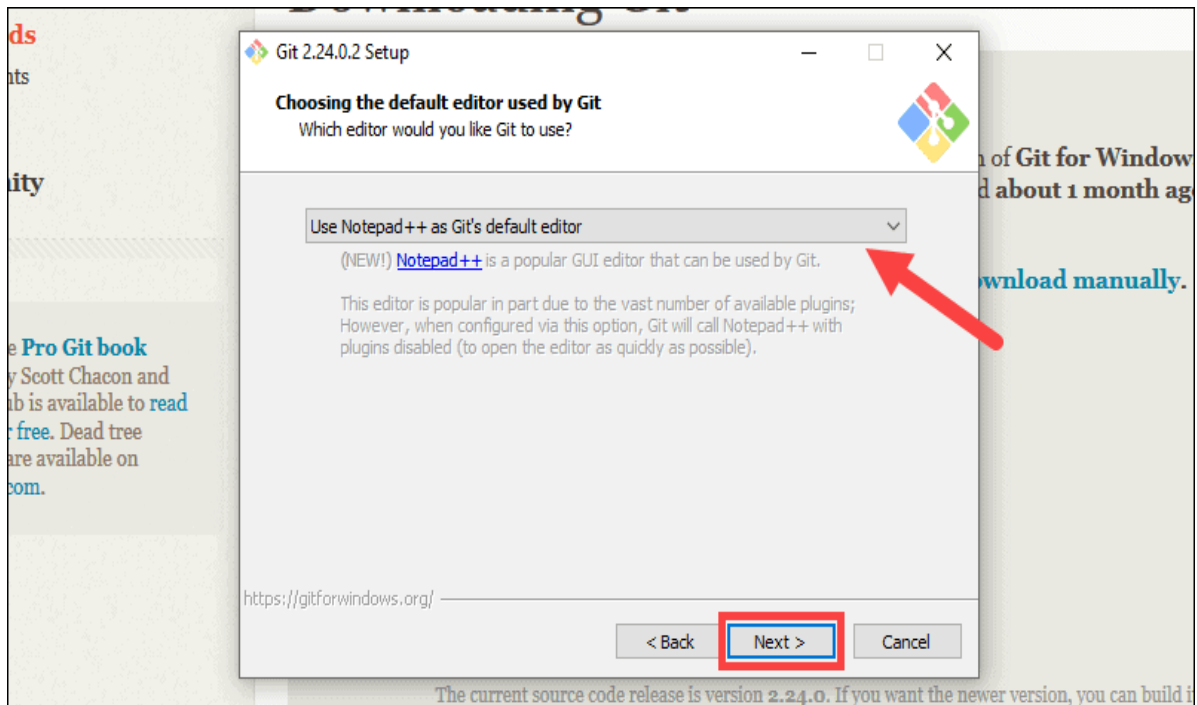 Downloading Git
ds
nts
ity
Git 2.24.0.2 Setup
Choosing the default editor used by Git
Which editor would you like Git to use?
n of Git for Window
d about 1 month ag
Use Notepad++ as Git's default editor
(NEW!) Notepad++ is a popular GUI editor that can be used by Git.
ownload manually.
This editor is popular in part due to the vast number of available plugins;
However, when configured via this option, Git will call Notepad++ with
plugins disabled (to open the editor as quickly as possible).
e Pro Git book
y Scott Chacon and
ub is available to read
r free. Dead tree
are available on
com.
https://gitforwindows.org/
< Back
Next >
Cancel
The current source code release is version 2.24.0. If you want the newer version, you can build i